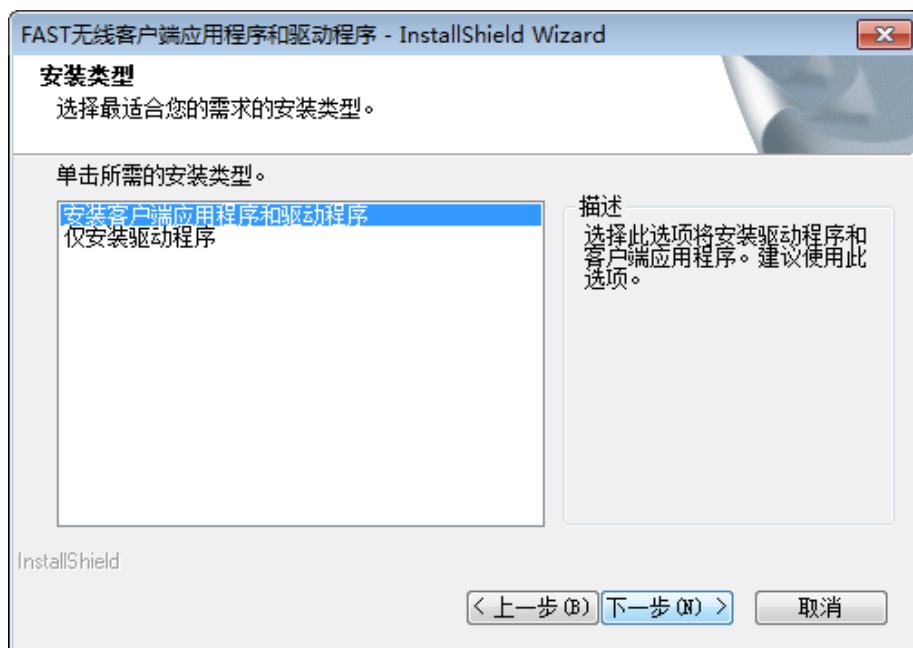 FAST无线客户端应用程序和驱动程序 - InstallShield Wizard
安装类型
选择最适合您的需求的安装类型。
单击所需的安装类型。
安装客户端应用程序和驱动程序
仅安装驱动程序
描述
选择此选项将安装驱动程序和
客户端应用程序。建议使用此
选项。
InstallShield
< 上一步(B)
下一步(N) >
取消